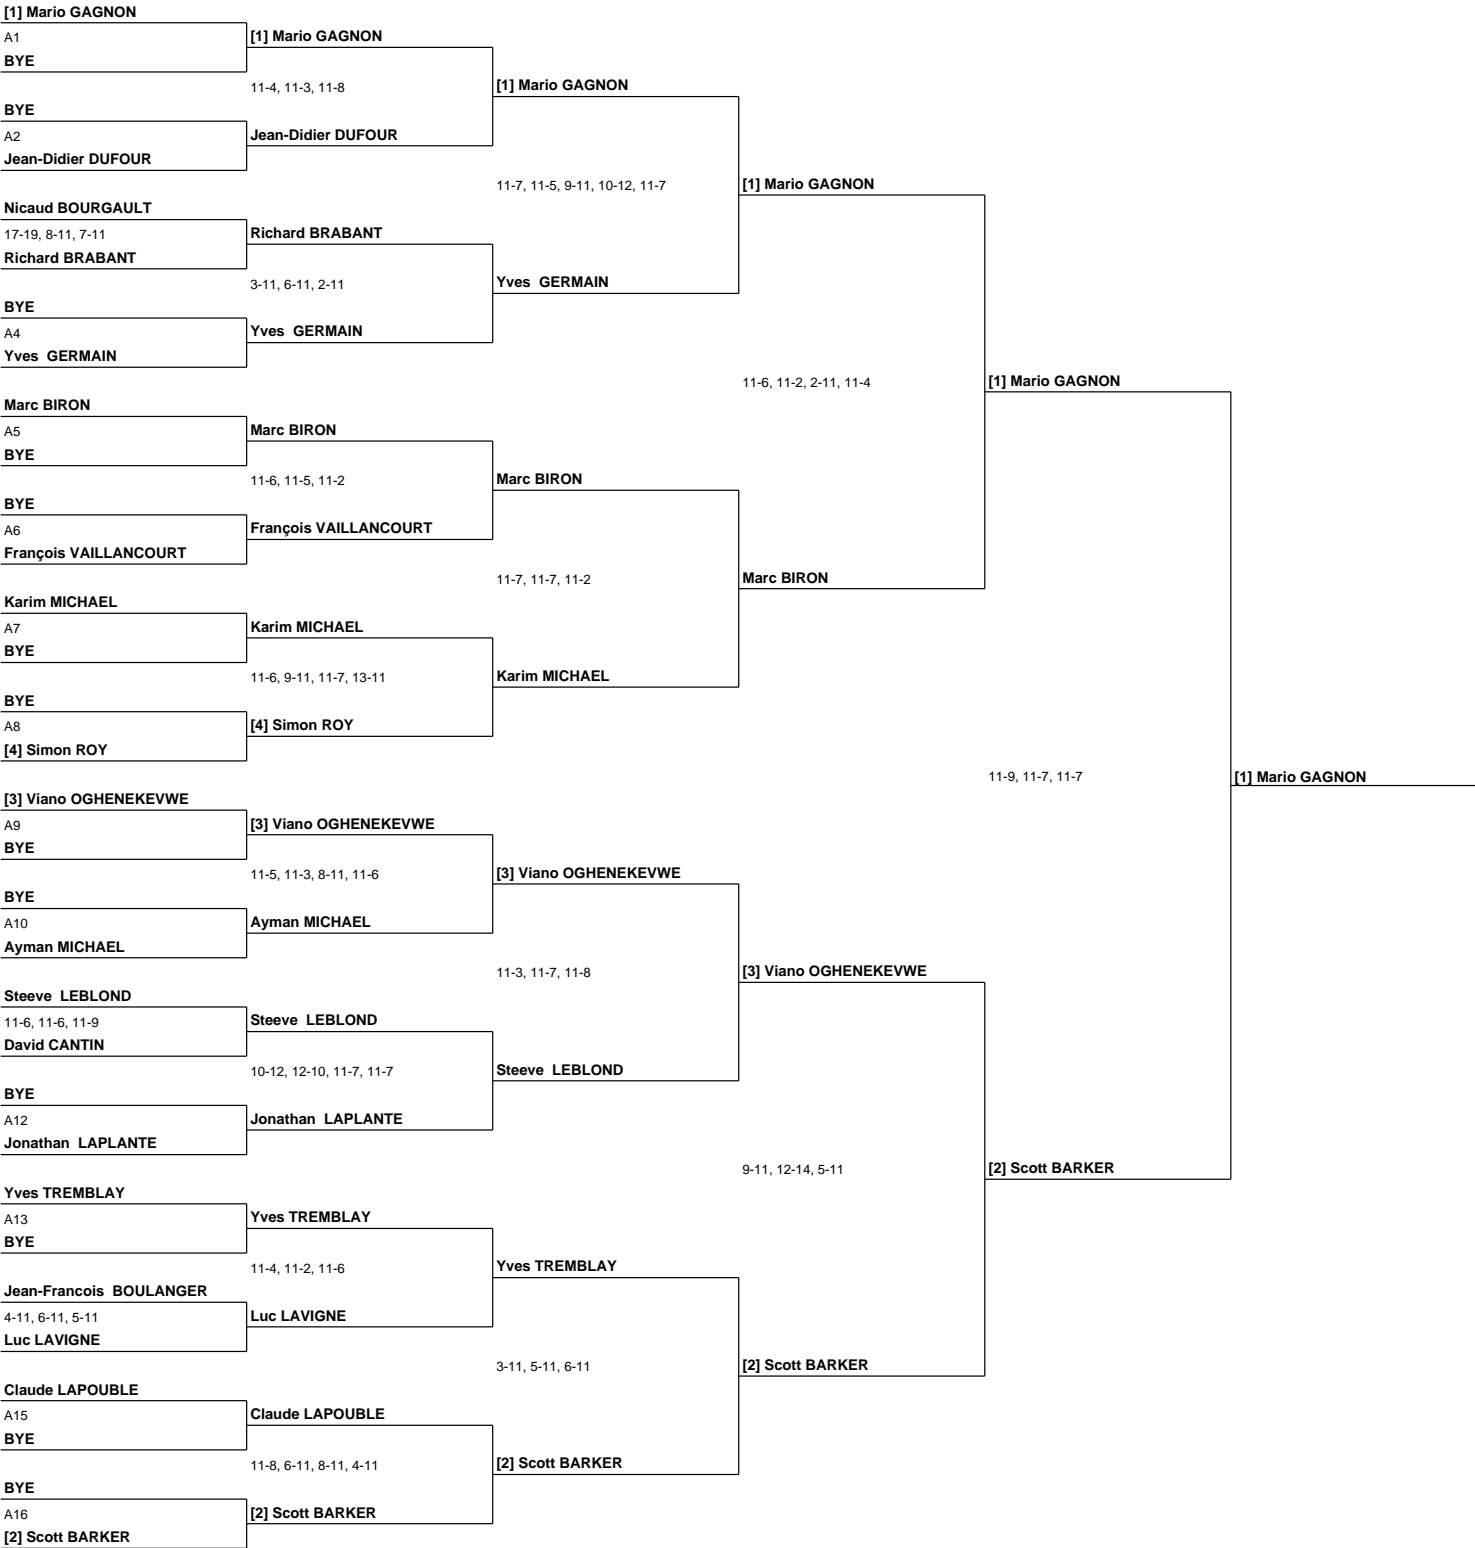 [1] Mario GAGNON
A1
BYE
BYE
A2
Jean-Didier DUFOUR
Nicaud BOURGAULT
17-19, 8-11, 7-11
Richard BRABANT
BYE
A4
Yves GERMAIN
Marc BIRON
A5
BYE
BYE
A6
François VAILLANCOURT
Karim MICHAEL
A7
BYE
BYE
A8
[4] Simon ROY
[3] Viano OGHENEKEVWE
A9
BYE
BYE
A10
Ayman MICHAEL
Steeve LEBLOND
11-6, 11-6, 11-9
David CANTIN
BYE
A12
Jonathan LAPLANTE
Yves TREMBLAY
A13
BYE
Jean-Francois BOULANGER
4-11, 6-11, 5-11
Luc LAVIGNE
Claude LAPOUBLE
A15
BYE
BYE
A16
[2] Scott BARKER
[1] Mario GAGNON
11-4, 11-3, 11-8
Jean-Didier DUFOUR
Richard BRABANT
3-11, 6-11, 2-11
Yves GERMAIN
Marc BIRON
11-6, 11-5, 11-2
François VAILLANCOURT
Karim MICHAEL
11-6, 9-11, 11-7, 13-11
[4] Simon ROY
[3] Viano OGHENEKEVWE
11-5, 11-3, 8-11, 11-6
Ayman MICHAEL
Steeve LEBLOND
10-12, 12-10, 11-7, 11-7
Jonathan LAPLANTE
Yves TREMBLAY
11-4, 11-2, 11-6
Luc LAVIGNE
Claude LAPOUBLE
11-8, 6-11, 8-11, 4-11
[2] Scott BARKER
[1] Mario GAGNON
11-7, 11-5, 9-11, 10-12, 11-7
Yves GERMAIN
Marc BIRON
11-7, 11-7, 11-2
Karim MICHAEL
[3] Viano OGHENEKEVWE
11-3, 11-7, 11-8
Steeve LEBLOND
Yves TREMBLAY
3-11, 5-11, 6-11
[2] Scott BARKER
[1] Mario GAGNON
11-6, 11-2, 2-11, 11-4
Marc BIRON
[3] Viano OGHENEKEVWE
9-11, 12-14, 5-11
[2] Scott BARKER
[1] Mario GAGNON
11-9, 11-7, 11-7
[2] Scott BARKER
[1] Mario GAGNON